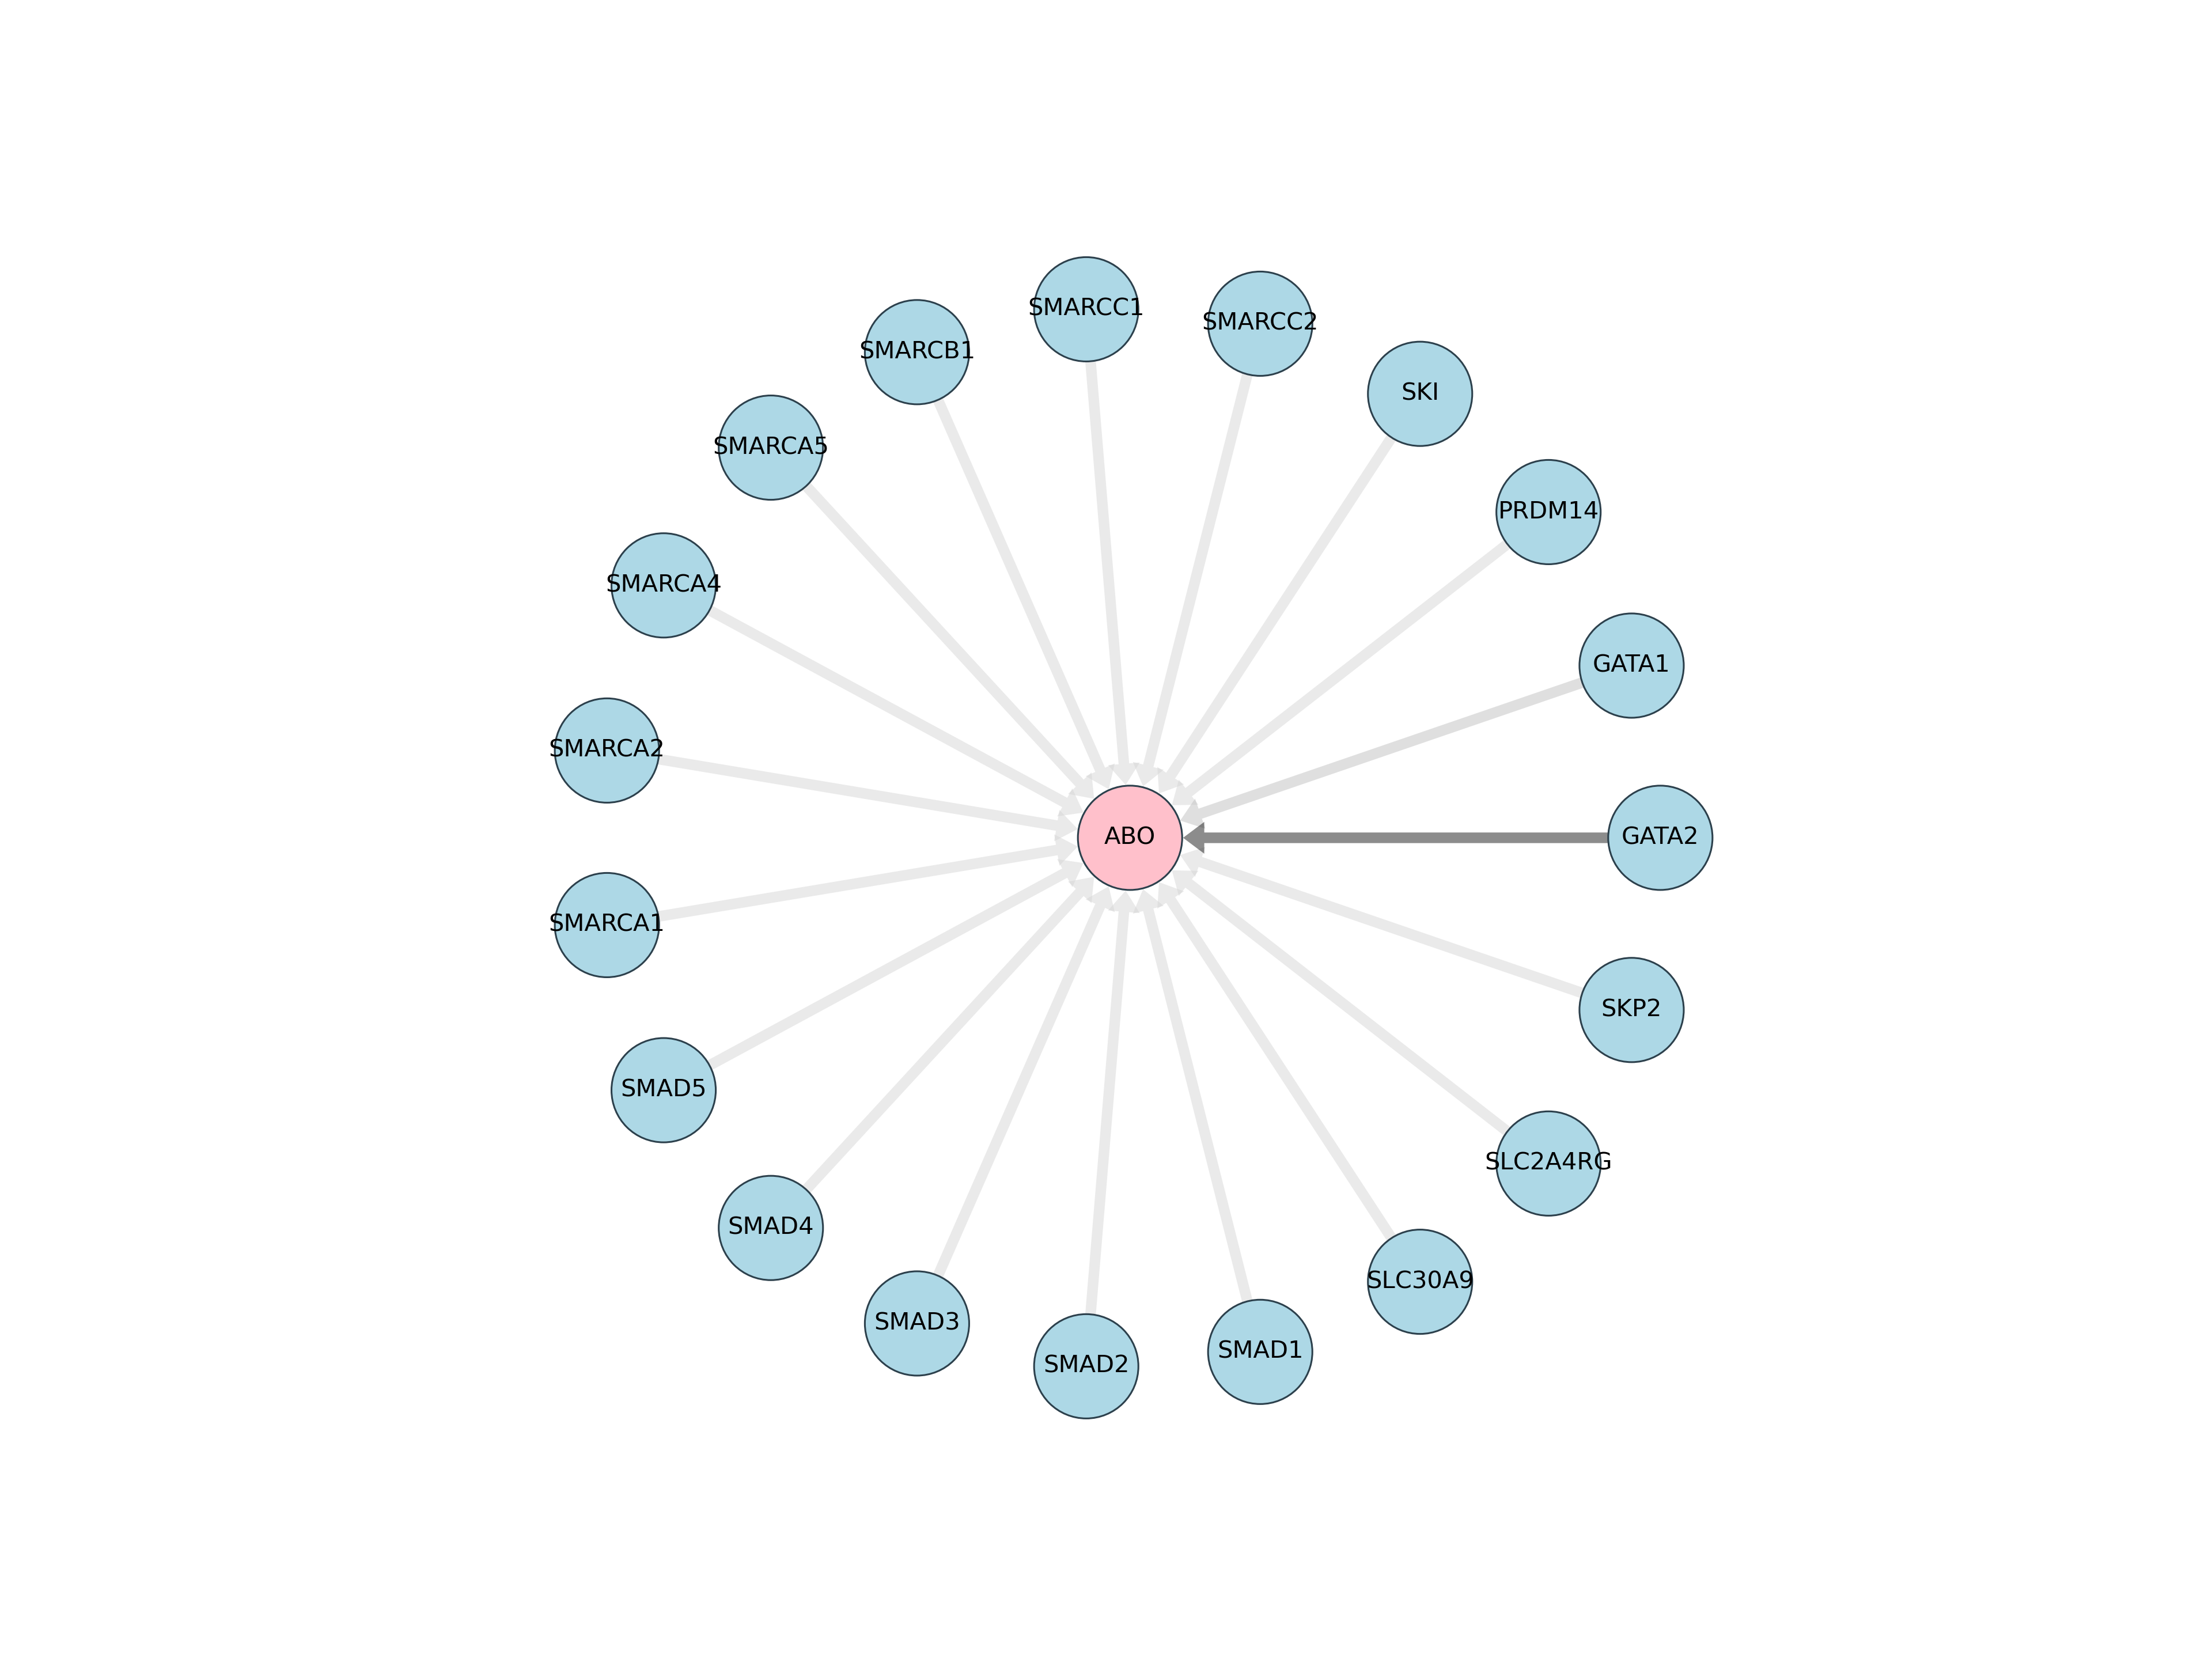 SMARCC1
SMARCC2
SMARCB1
SKI
SMARCA5
PRDM14
SMARCA4
GATA1
SMARCA2
ABO
GATA2
SMARCA1
SKP2
SMAD5
SLC2A4RG
SMAD4
SLC30A9
SMAD3
SMAD1
SMAD2